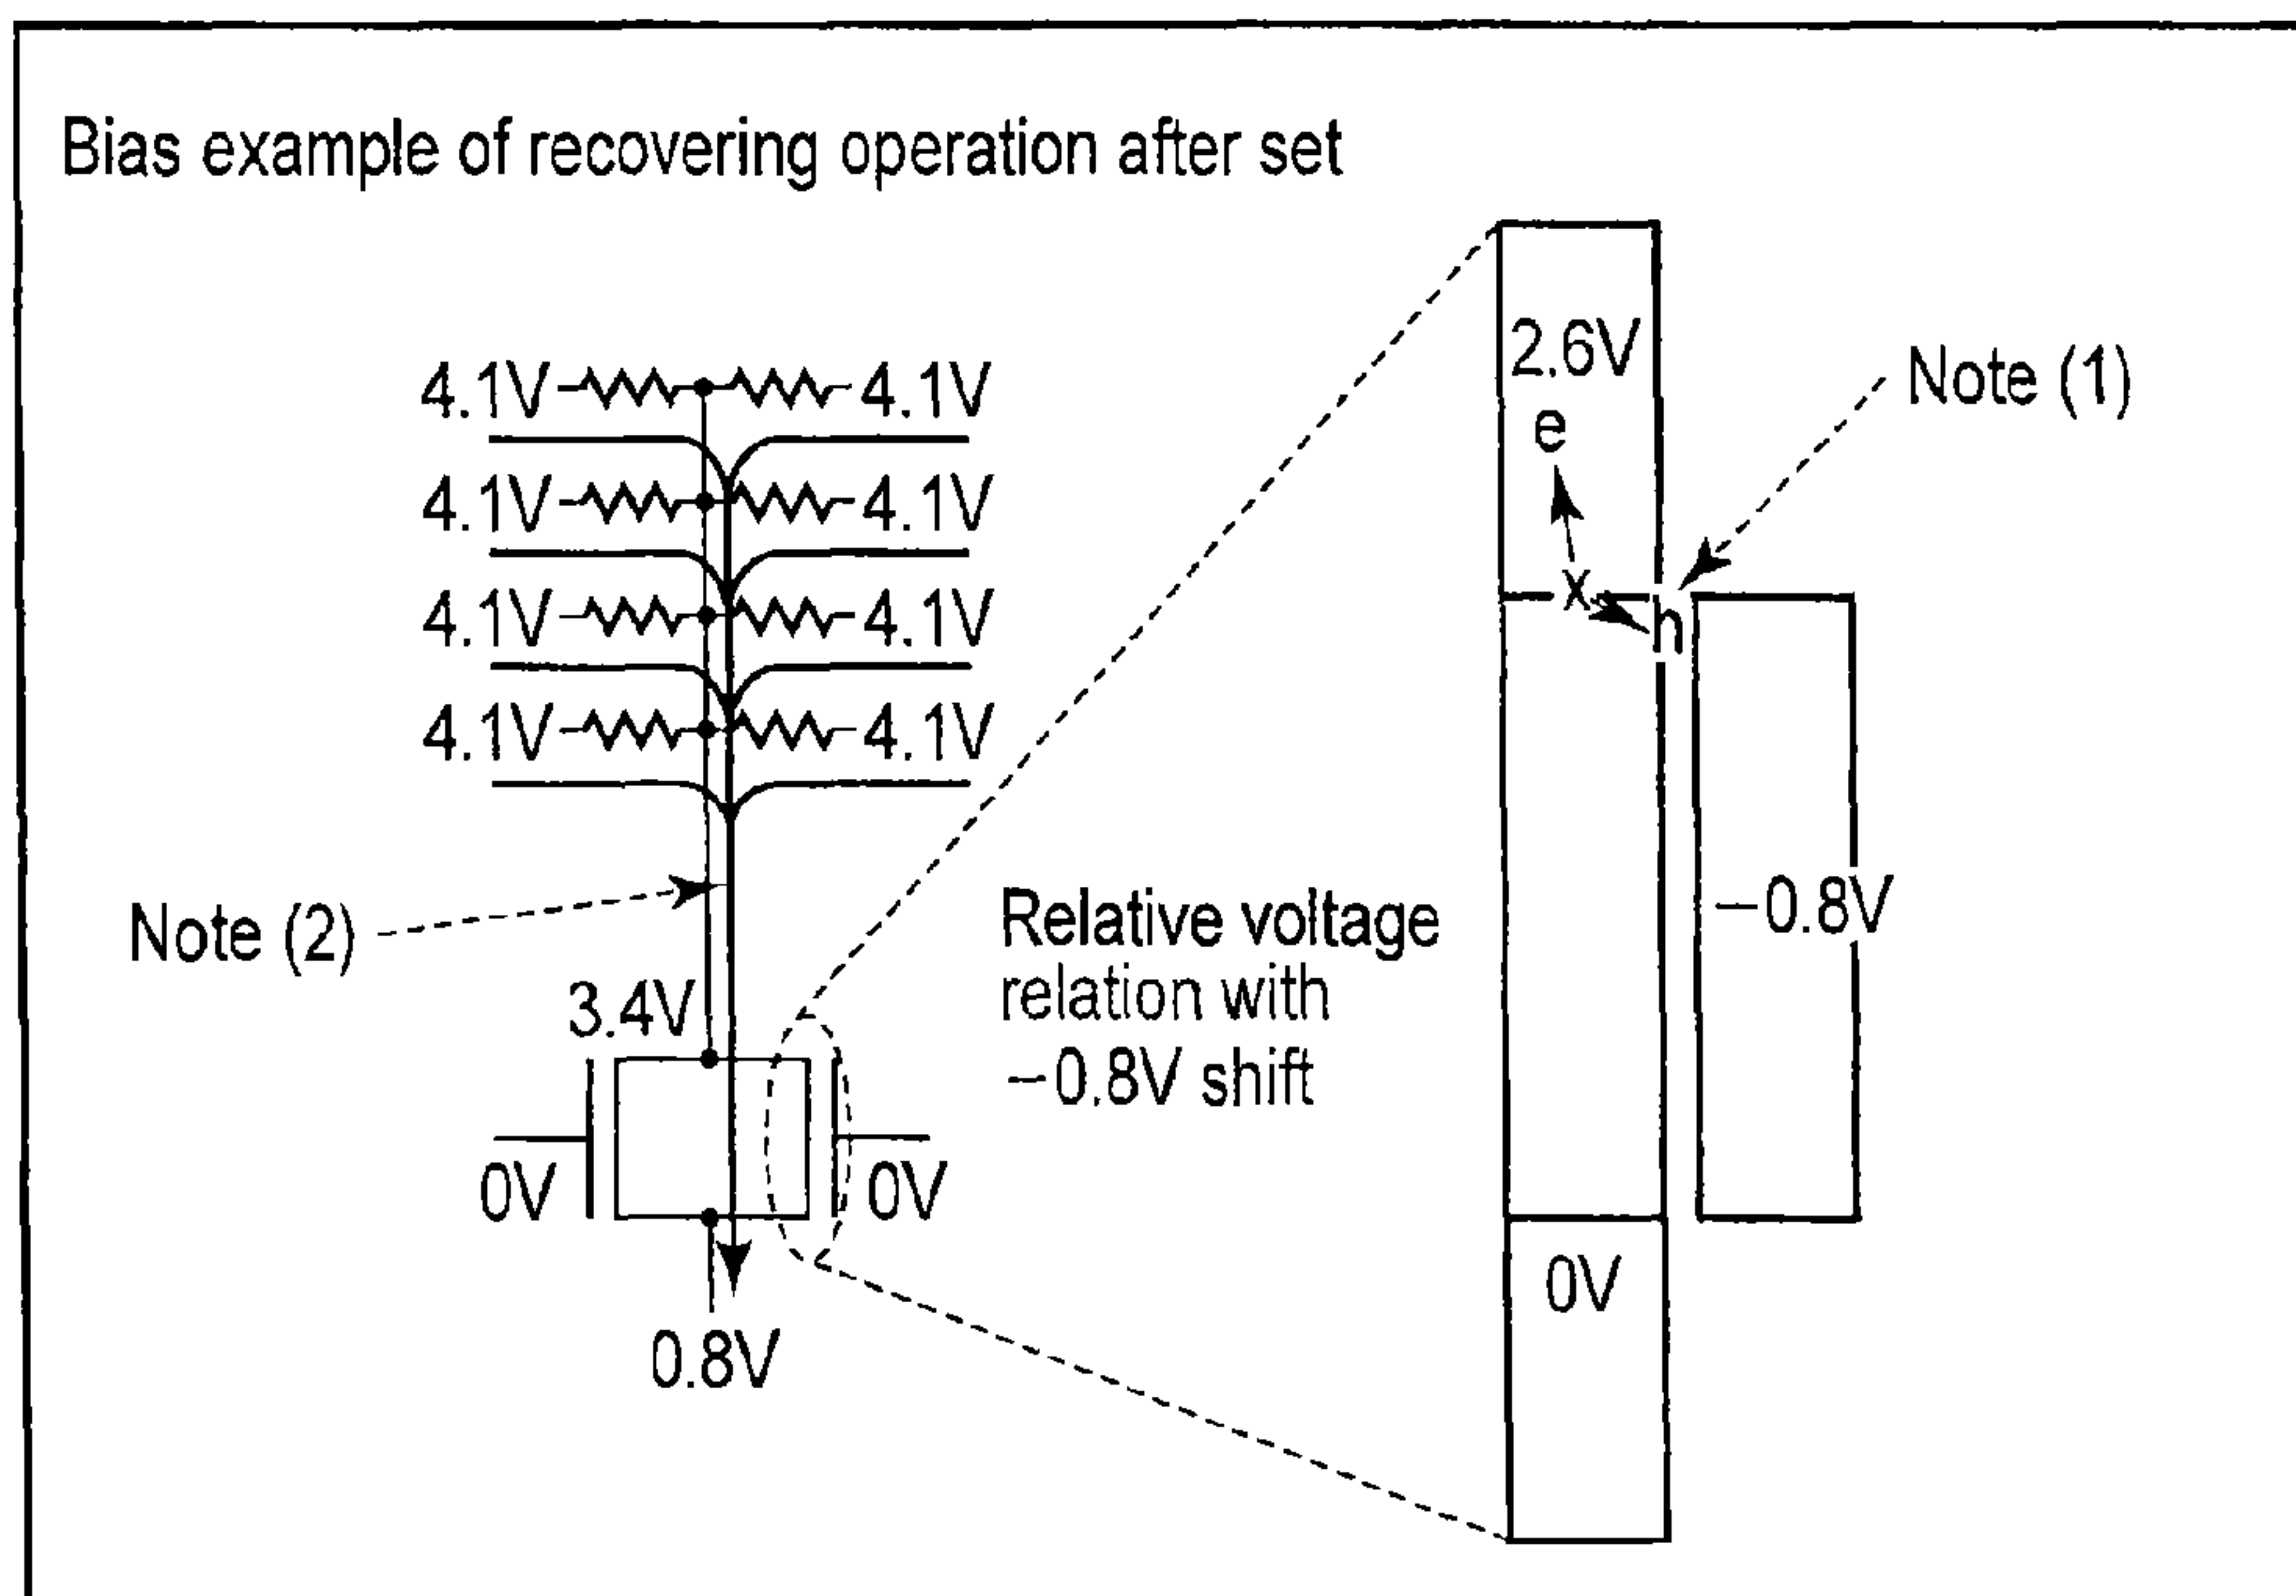 Bias example of recovering operation after set
2.6V
Note (1)
4.1V 4.1V
e
4.1V 4.1V
x
4.1V 4.1V
h
4.1V 4.1V
Note (2)
Relative voltage
relation with
−0.8V shift
−0.8V
3.4V
0V 0V
0V
0.8V